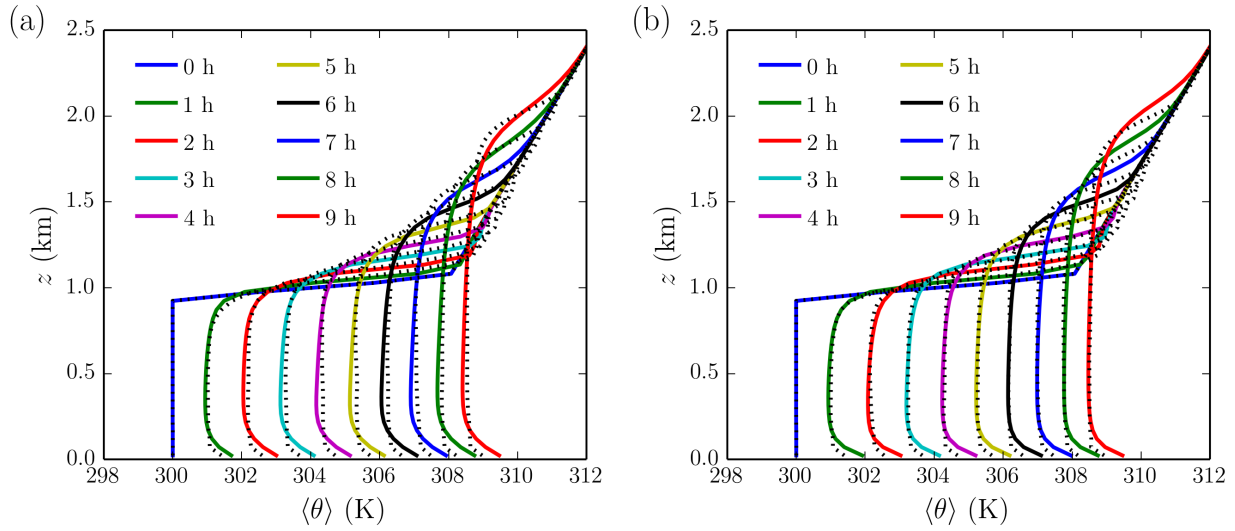 (a)
2.5
2.0
1.5
1.0
0.5
0.0
z (km)
0 h
1 h
2 h
3 h
4 h
5 h
6 h
7 h
8 h
9 h
298 300 302 304 306 308 310 312
⟨θ⟩ (K)
(b)
2.5
2.0
1.5
1.0
0.5
0.0
z (km)
0 h
1 h
2 h
3 h
4 h
5 h
6 h
7 h
8 h
9 h
298 300 302 304 306 308 310 312
⟨θ⟩ (K)